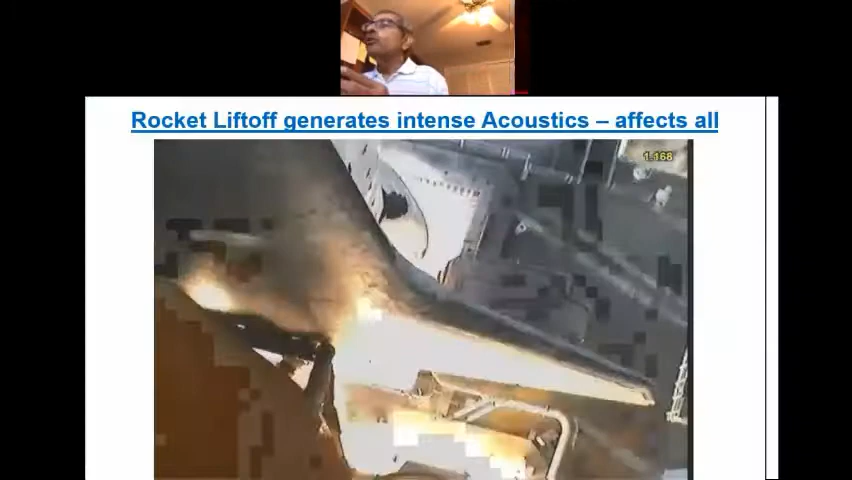 Rocket Liftoff generates intense Acoustics – affects all
1.168